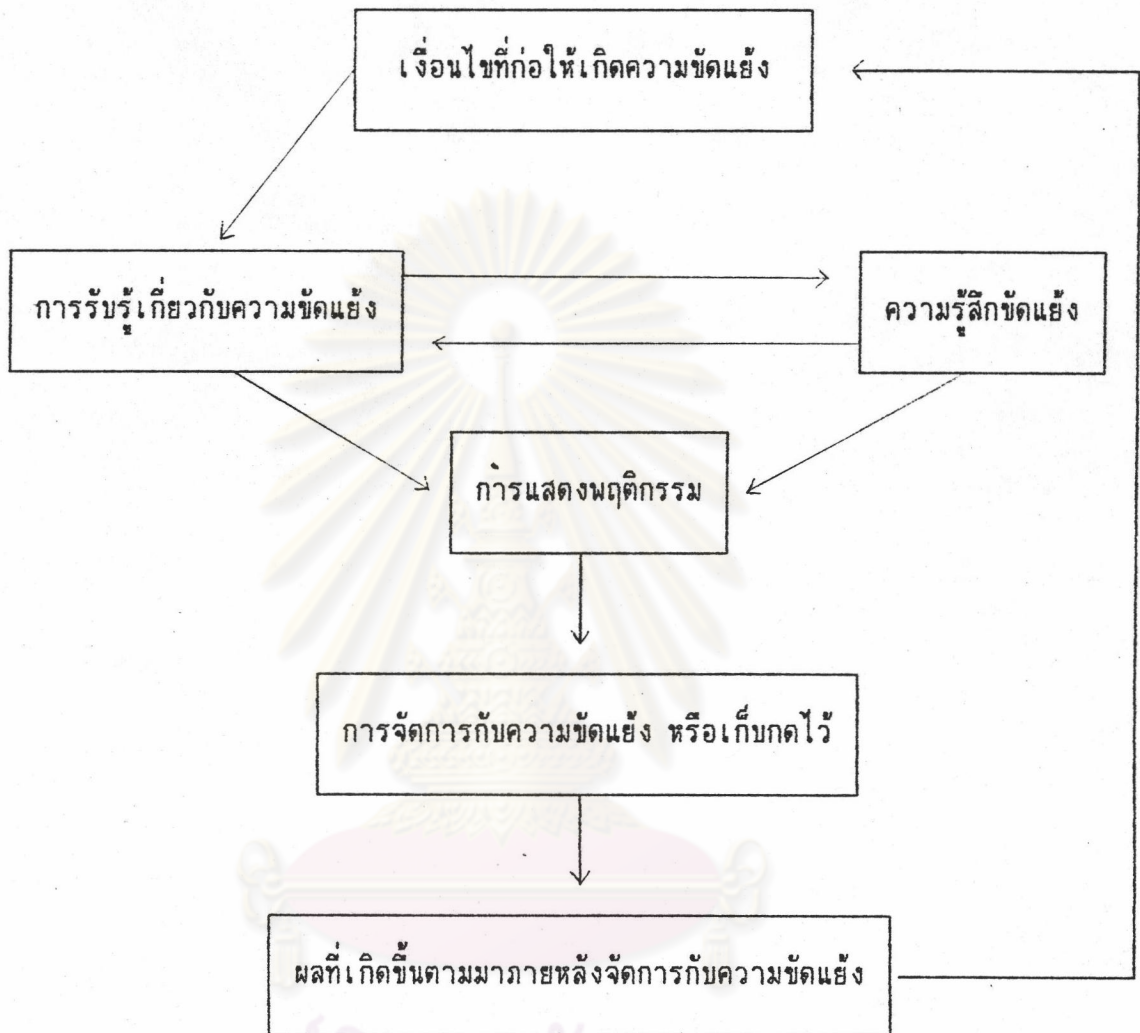 เงื่อนไขที่ก่อให้เกิดความขัดแย้ง
การรับรู้เกี่ยวกับความขัดแย้ง
ความรู้สึกขัดแย้ง
การแสดงพฤติกรรม
การจัดการกับความขัดแย้ง หรือเก็บกดไว้
ผลที่เกิดขึ้นตามมาภายหลังจัดการกับความขัดแย้ง